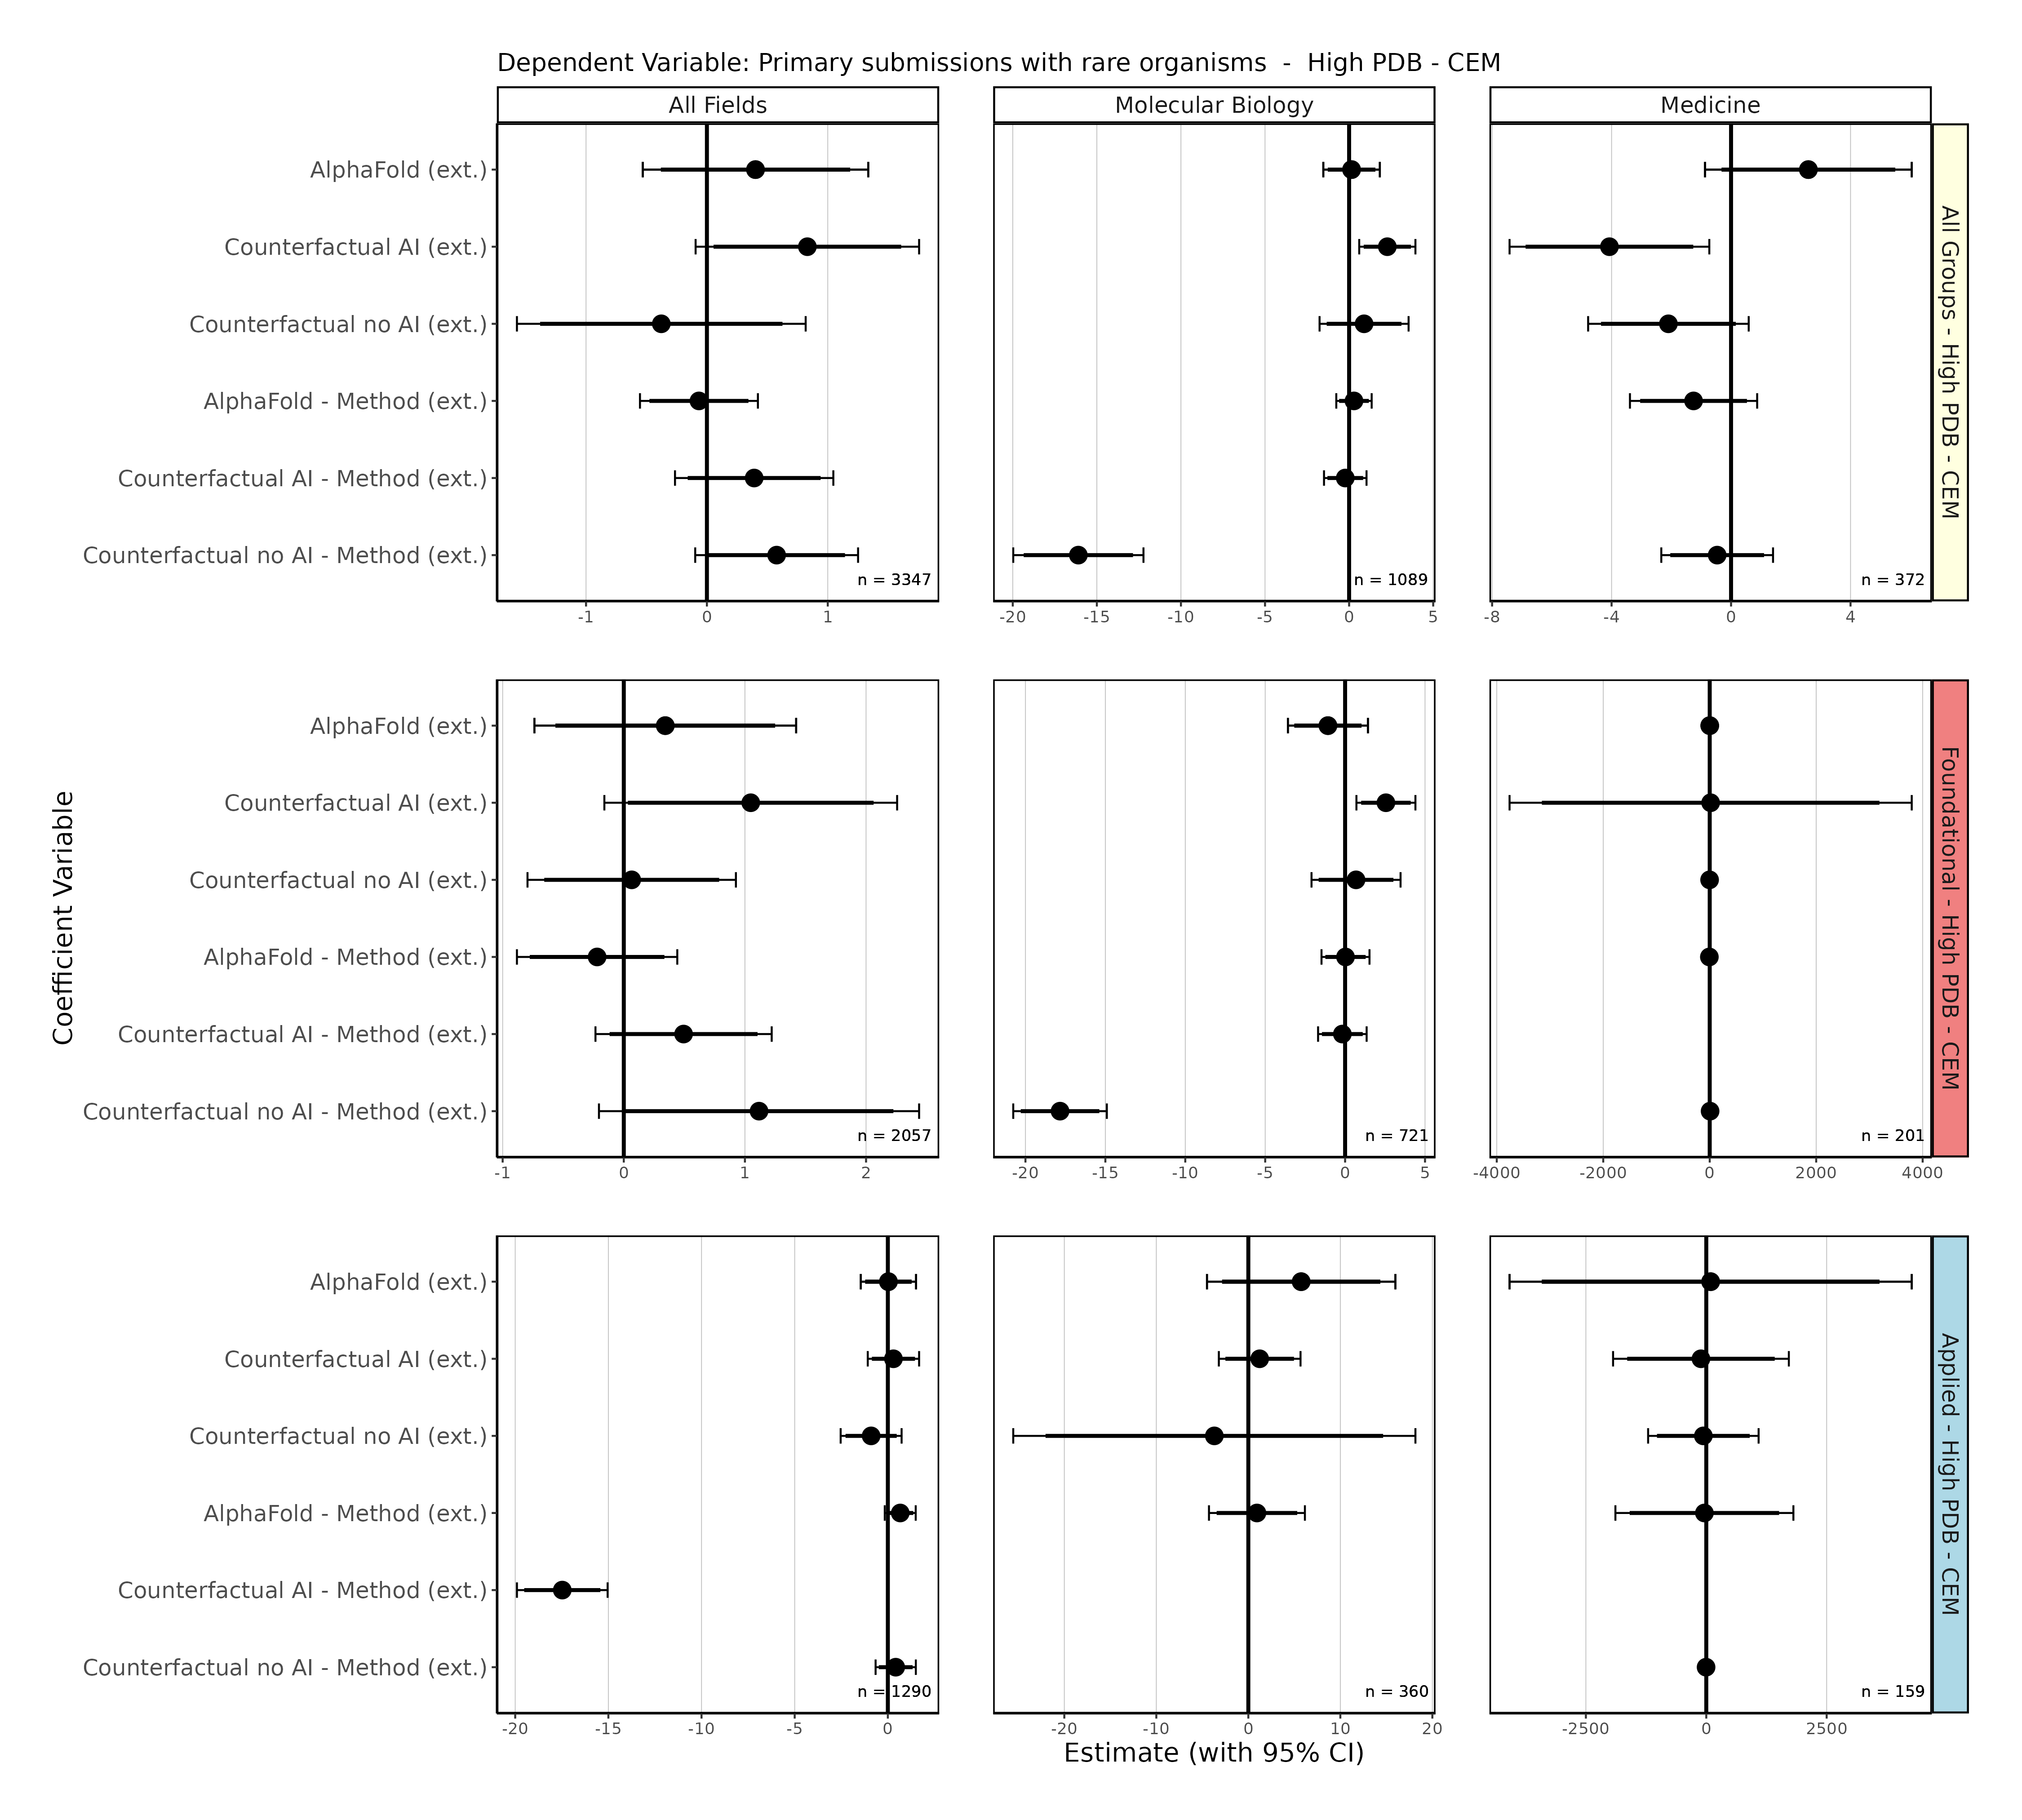 Dependent Variable: Primary submissions with rare organisms - High PDB - CEM
All Fields
Molecular Biology
Medicine
AlphaFold (ext.)
Counterfactual AI (ext.)
Counterfactual no AI (ext.)
AlphaFold - Method (ext.)
Counterfactual AI - Method (ext.)
Counterfactual no AI - Method (ext.)
n = 3347
n = 1089
n = 372
All Groups - High PDB - CEM
-1 0 1
-20 -15 -10 -5 0 5
-8 -4 0 4
Coefficient Variable
AlphaFold (ext.)
Counterfactual AI (ext.)
Counterfactual no AI (ext.)
AlphaFold - Method (ext.)
Counterfactual AI - Method (ext.)
Counterfactual no AI - Method (ext.)
n = 2057
n = 721
n = 201
Foundational - High PDB - CEM
-1 0 1 2
-20 -15 -10 -5 0 5
-4000 -2000 0 2000 4000
AlphaFold (ext.)
Counterfactual AI (ext.)
Counterfactual no AI (ext.)
AlphaFold - Method (ext.)
Counterfactual AI - Method (ext.)
Counterfactual no AI - Method (ext.)
n = 1290
n = 360
n = 159
Applied - High PDB - CEM
-20 -15 -10 -5 0
-20 -10 0 10 20
-2500 0 2500
Estimate (with 95% CI)